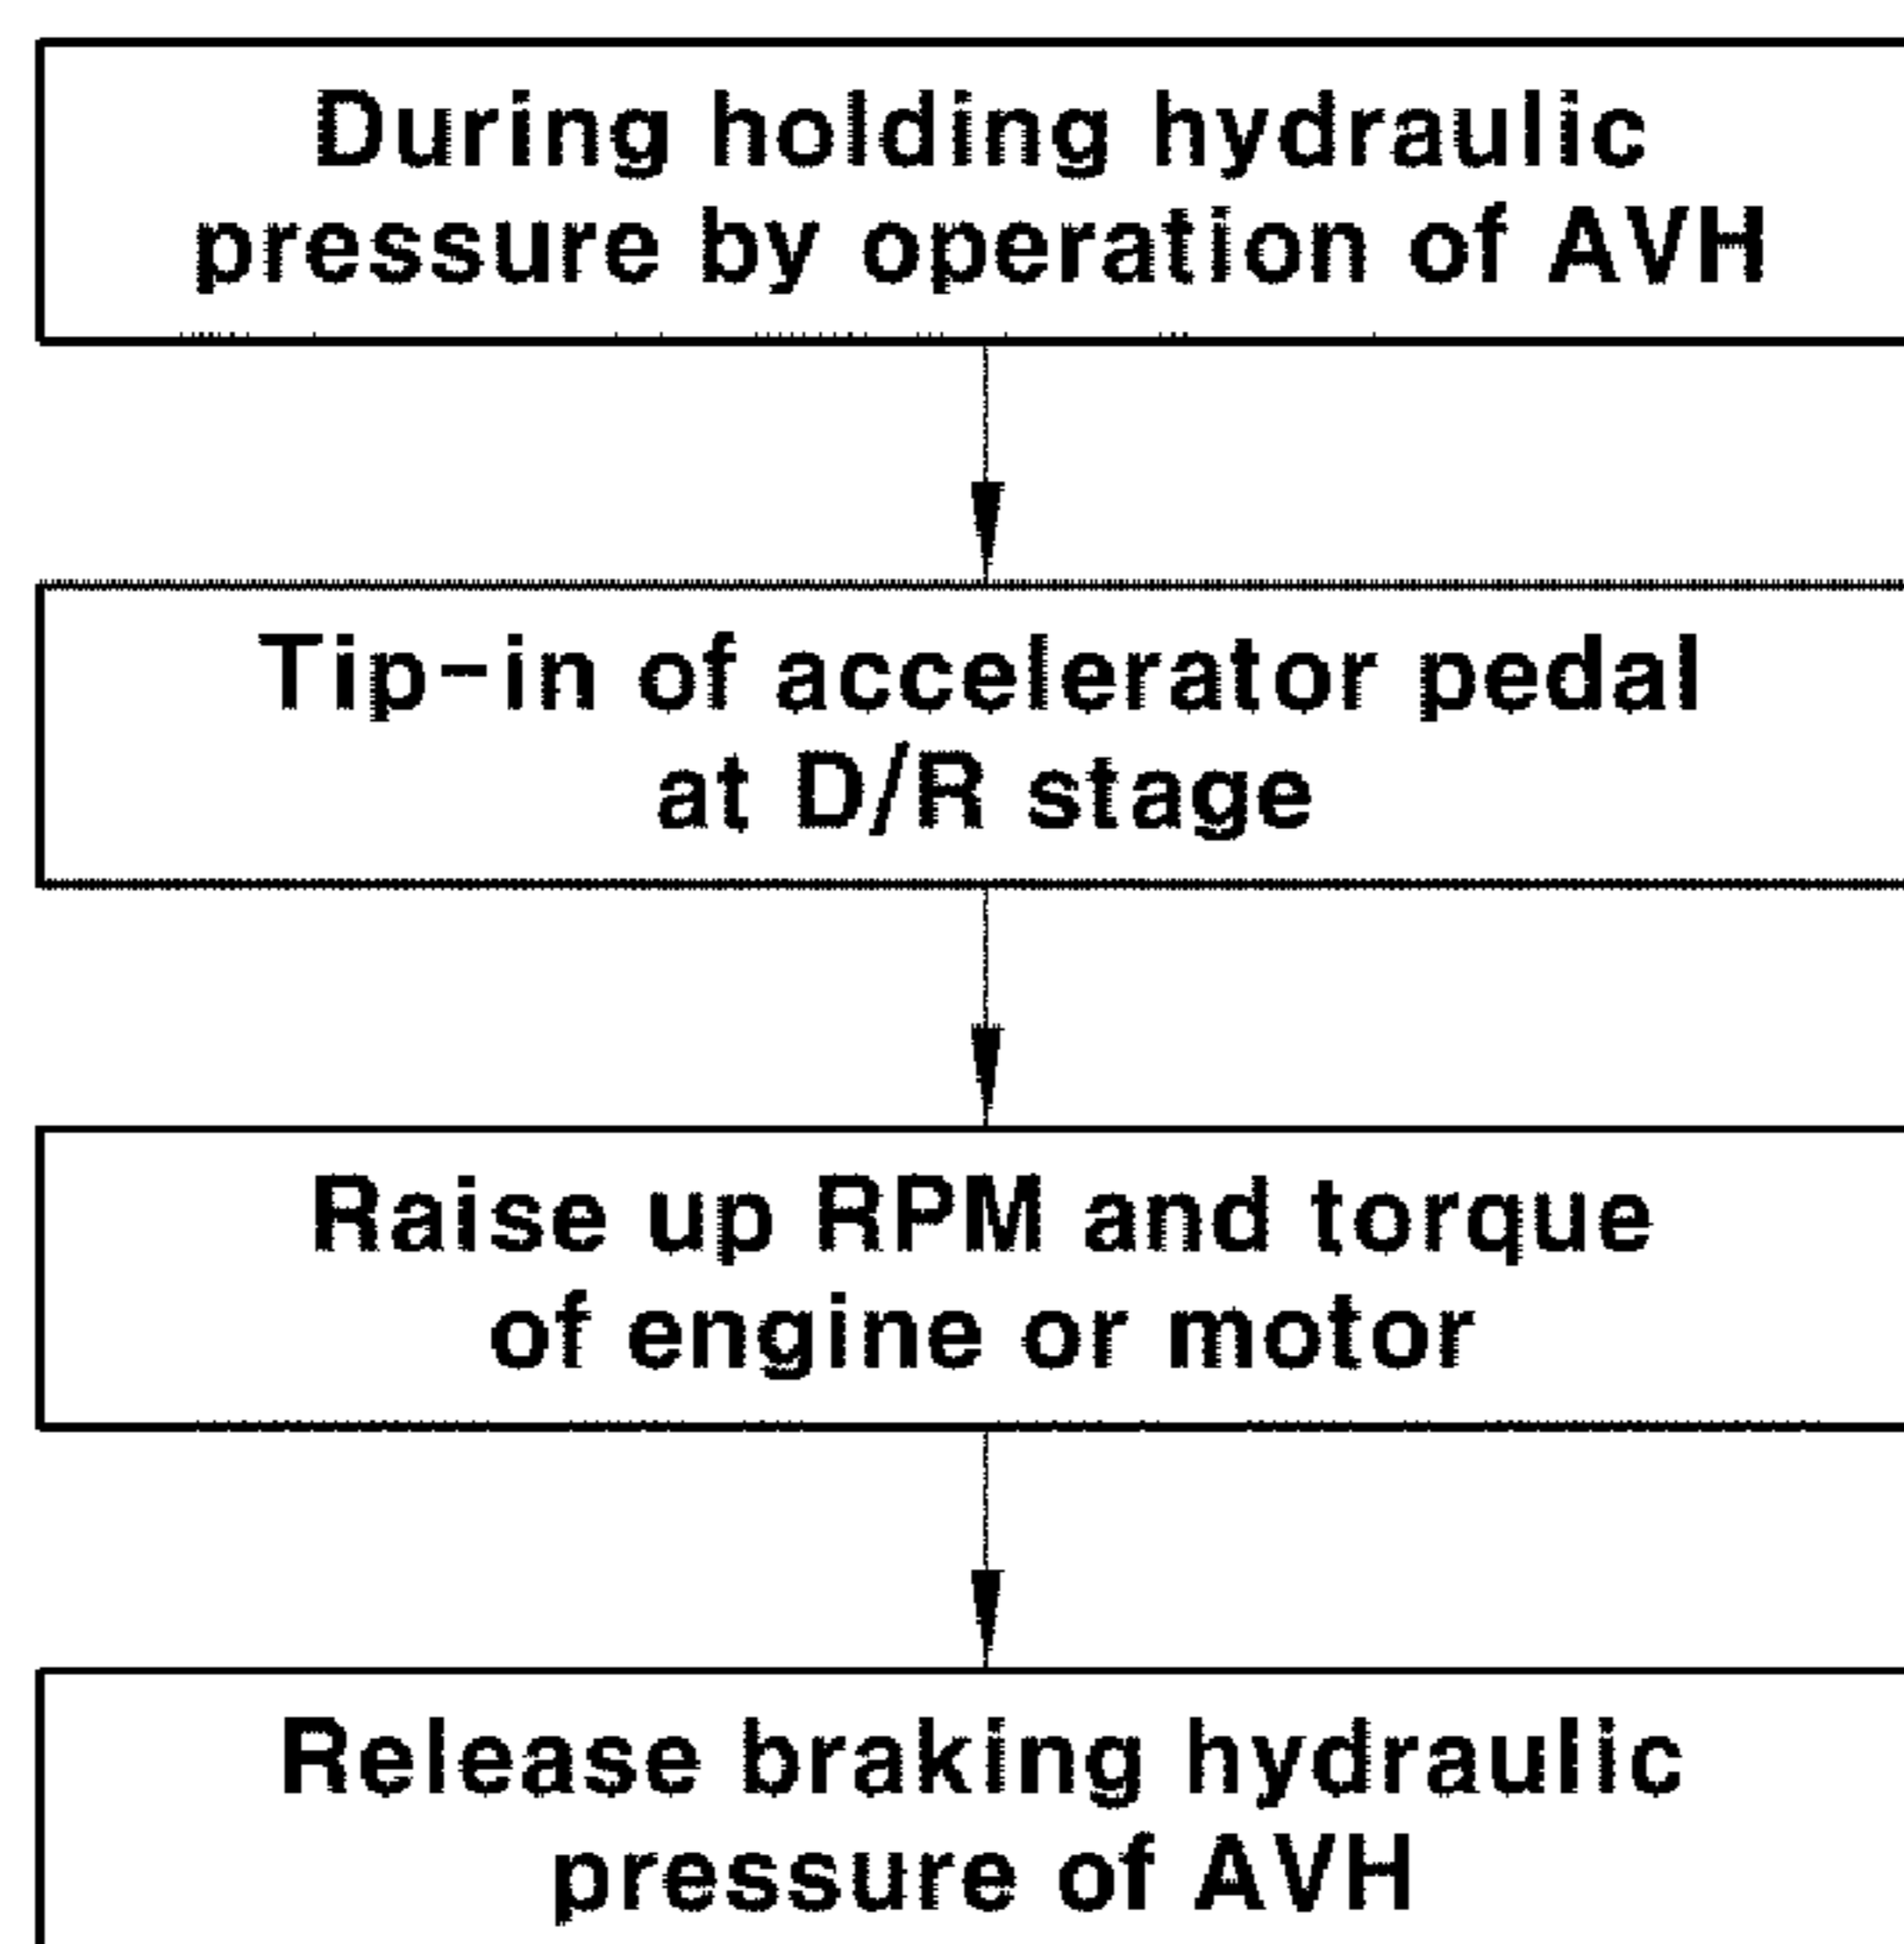 During holding hydraulic
pressure by operation of AVH
Tip-in of accelerator pedal
at D/R stage
Raise up RPM and torque
of engine or motor
Release braking hydraulic
pressure of AVH